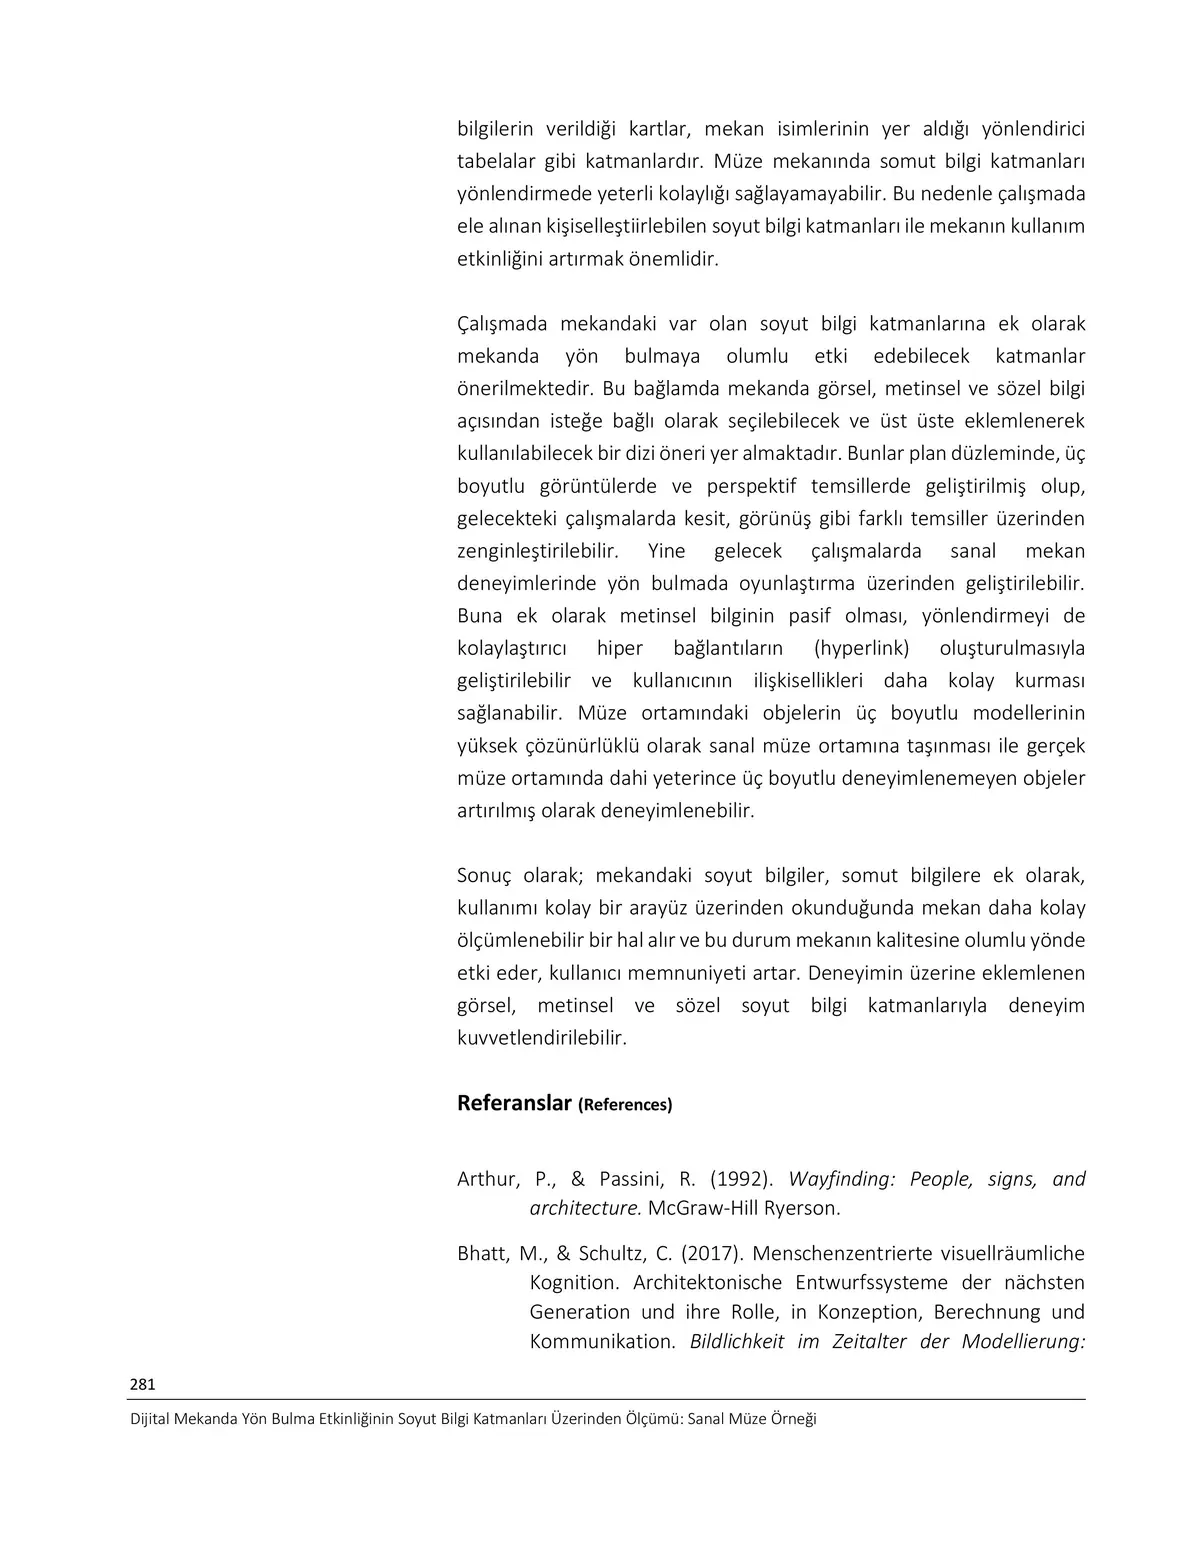 bilgilerin verildiği kartlar, mekan isimlerinin yer aldığı yönlendirici
tabelalar gibi katmanlardır. Müze mekanında somut bilgi katmanları
yönlendirmede yeterli kolaylığı sağlayamayabilir. Bu nedenle çalışmada
ele alınan kişiselleştiirlebilen soyut bilgi katmanları ile mekanın kullanım
etkinliğini artırmak önemlidir.
Çalışmada mekandaki var olan soyut bilgi katmanlarına ek olarak
mekanda yön bulmaya olumlu etki edebilecek katmanlar
önerilmektedir. Bu bağlamda mekanda görsel, metinsel ve sözel bilgi
açısından isteğe bağlı olarak seçilebilecek ve üst üste eklemlenerek
kullanılabilecek bir dizi öneri yer almaktadır. Bunlar plan düzleminde, üç
boyutlu görüntülerde ve perspektif temsillerde geliştirilmiş olup,
gelecekteki çalışmalarda kesit, görünüş gibi farklı temsiller üzerinden
zenginleştirilebilir. Yine gelecek çalışmalarda sanal mekan
deneyimlerinde yön bulmada oyunlaştırma üzerinden geliştirilebilir.
Buna ek olarak metinsel bilginin pasif olması, yönlendirmeyi de
kolaylaştırıcı hiper bağlantıların (hyperlink) oluşturulmasıyla
geliştirilebilir ve kullanıcının ilişkisellikleri daha kolay kurması
sağlanabilir. Müze ortamındaki objelerin üç boyutlu modellerinin
yüksek çözünürlüklü olarak sanal müze ortamına taşınması ile gerçek
müze ortamında dahi yeterince üç boyutlu deneyimlenemeyen objeler
artırılmış olarak deneyimlenebilir.
Sonuç olarak; mekandaki soyut bilgiler, somut bilgilere ek olarak,
kullanımı kolay bir arayüz üzerinden okunduğunda mekan daha kolay
ölçümlenebilir bir hal alır ve bu durum mekanın kalitesine olumlu yönde
etki eder, kullanıcı memnuniyeti artar. Deneyimin üzerine eklemlenen
görsel, metinsel ve sözel soyut bilgi katmanlarıyla deneyim
kuvvetlendirilebilir.
Referanslar (References)
Arthur, P., & Passini, R. (1992). Wayfinding: People, signs, and
architecture. McGraw-Hill Ryerson.
Bhatt, M., & Schultz, C. (2017). Menschenzentrierte visuellräumliche
Kognition. Architektonische Entwurfssysteme der nächsten
Generation und ihre Rolle, in Konzeption, Berechnung und
Kommunikation. Bildlichkeit im Zeitalter der Modellierung:
281
Dijital Mekanda Yön Bulma Etkinliğinin Soyut Bilgi Katmanları Üzerinden Ölçümü: Sanal Müze Örneği